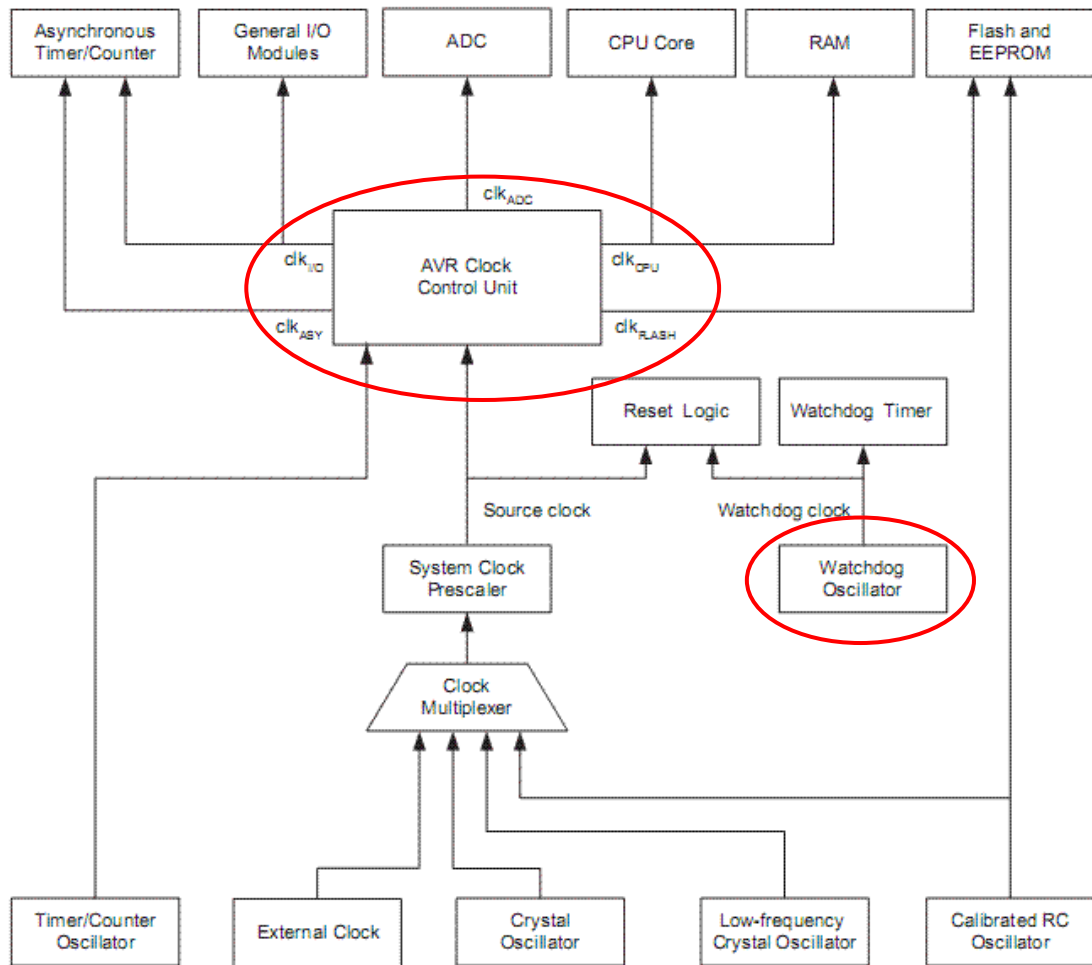 Asynchronous
Timer/Counter
General I/O
Modules
ADC
CPU Core
RAM
Flash and
EEPROM
clkADC
clkI/O
AVR Clock
Control Unit
clkCPU
clkASY
clkFLASH
Reset Logic
Watchdog Timer
Source clock
Watchdog clock
System Clock
Prescaler
Watchdog
Oscillator
Clock
Multiplexer
Timer/Counter
Oscillator
External Clock
Crystal
Oscillator
Low-frequency
Crystal Oscillator
Calibrated RC
Oscillator